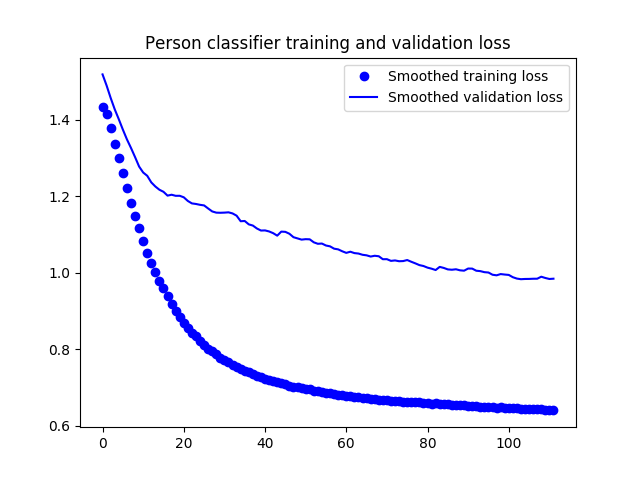 Person classifier training and validation loss
Smoothed training loss
Smoothed validation loss
1.4
1.2
1.0
0.8
0.6
0 20 40 60 80 100